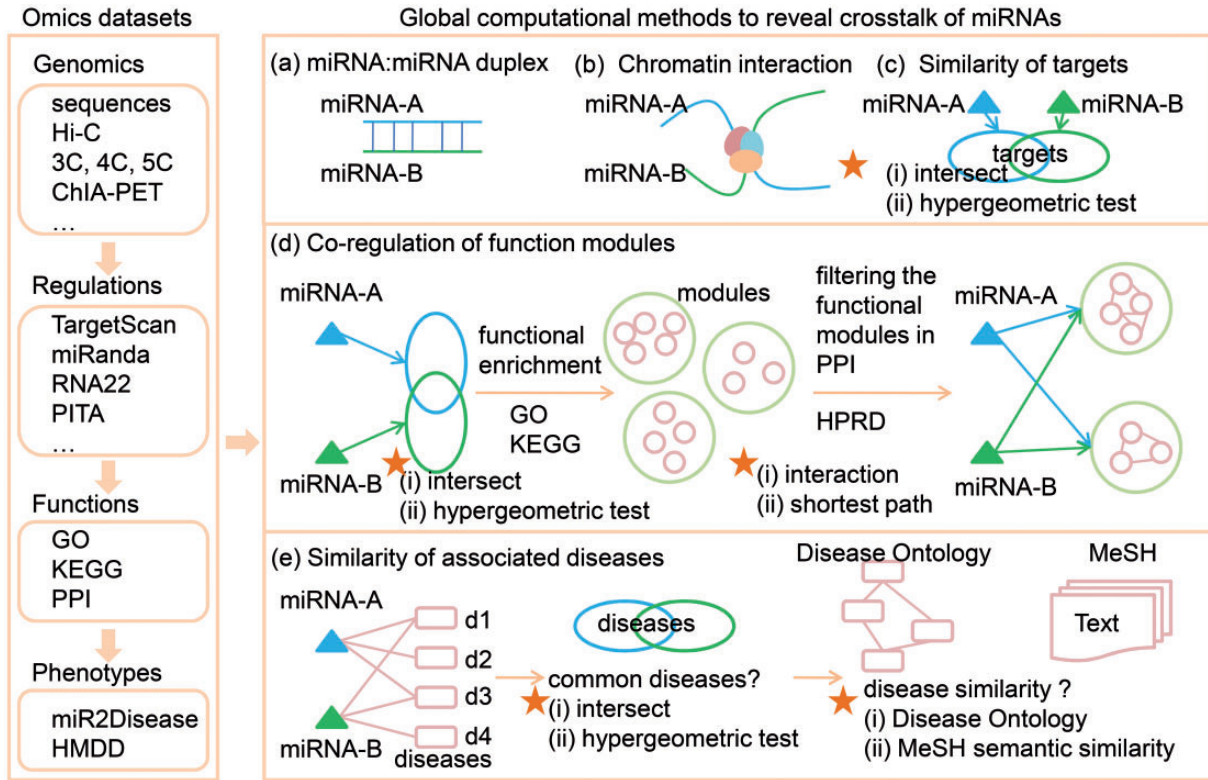 Omics datasets
Genomics
sequences
Hi-C
3C, 4C, 5C
ChIA-PET
...
Regulations
TargetScan
miRanda
RNA22
PITA
...
Functions
GO
KEGG
PPI
Phenotypes
miR2Disease
HMDD
Global computational methods to reveal crosstalk of miRNAs
(a) miRNA:miRNA duplex
miRNA-A
miRNA-B
(b) Chromatin interaction
miRNA-A
miRNA-B
(c) Similarity of targets
miRNA-A
miRNA-B
targets
(i) intersect
(ii) hypergeometric test
(d) Co-regulation of function modules
miRNA-A
miRNA-B
(i) intersect
(ii) hypergeometric test
functional
enrichment
GO
KEGG
modules
(i) interaction
(ii) shortest path
filtering the
functional
modules in
PPI
HPRD
miRNA-A
miRNA-B
(e) Similarity of associated diseases
miRNA-A
miRNA-B
d1
d2
d3
d4
diseases
diseases
common diseases?
(i) intersect
(ii) hypergeometric test
Disease Ontology
MeSH
Text
disease similarity ?
(i) Disease Ontology
(ii) MeSH semantic similarity